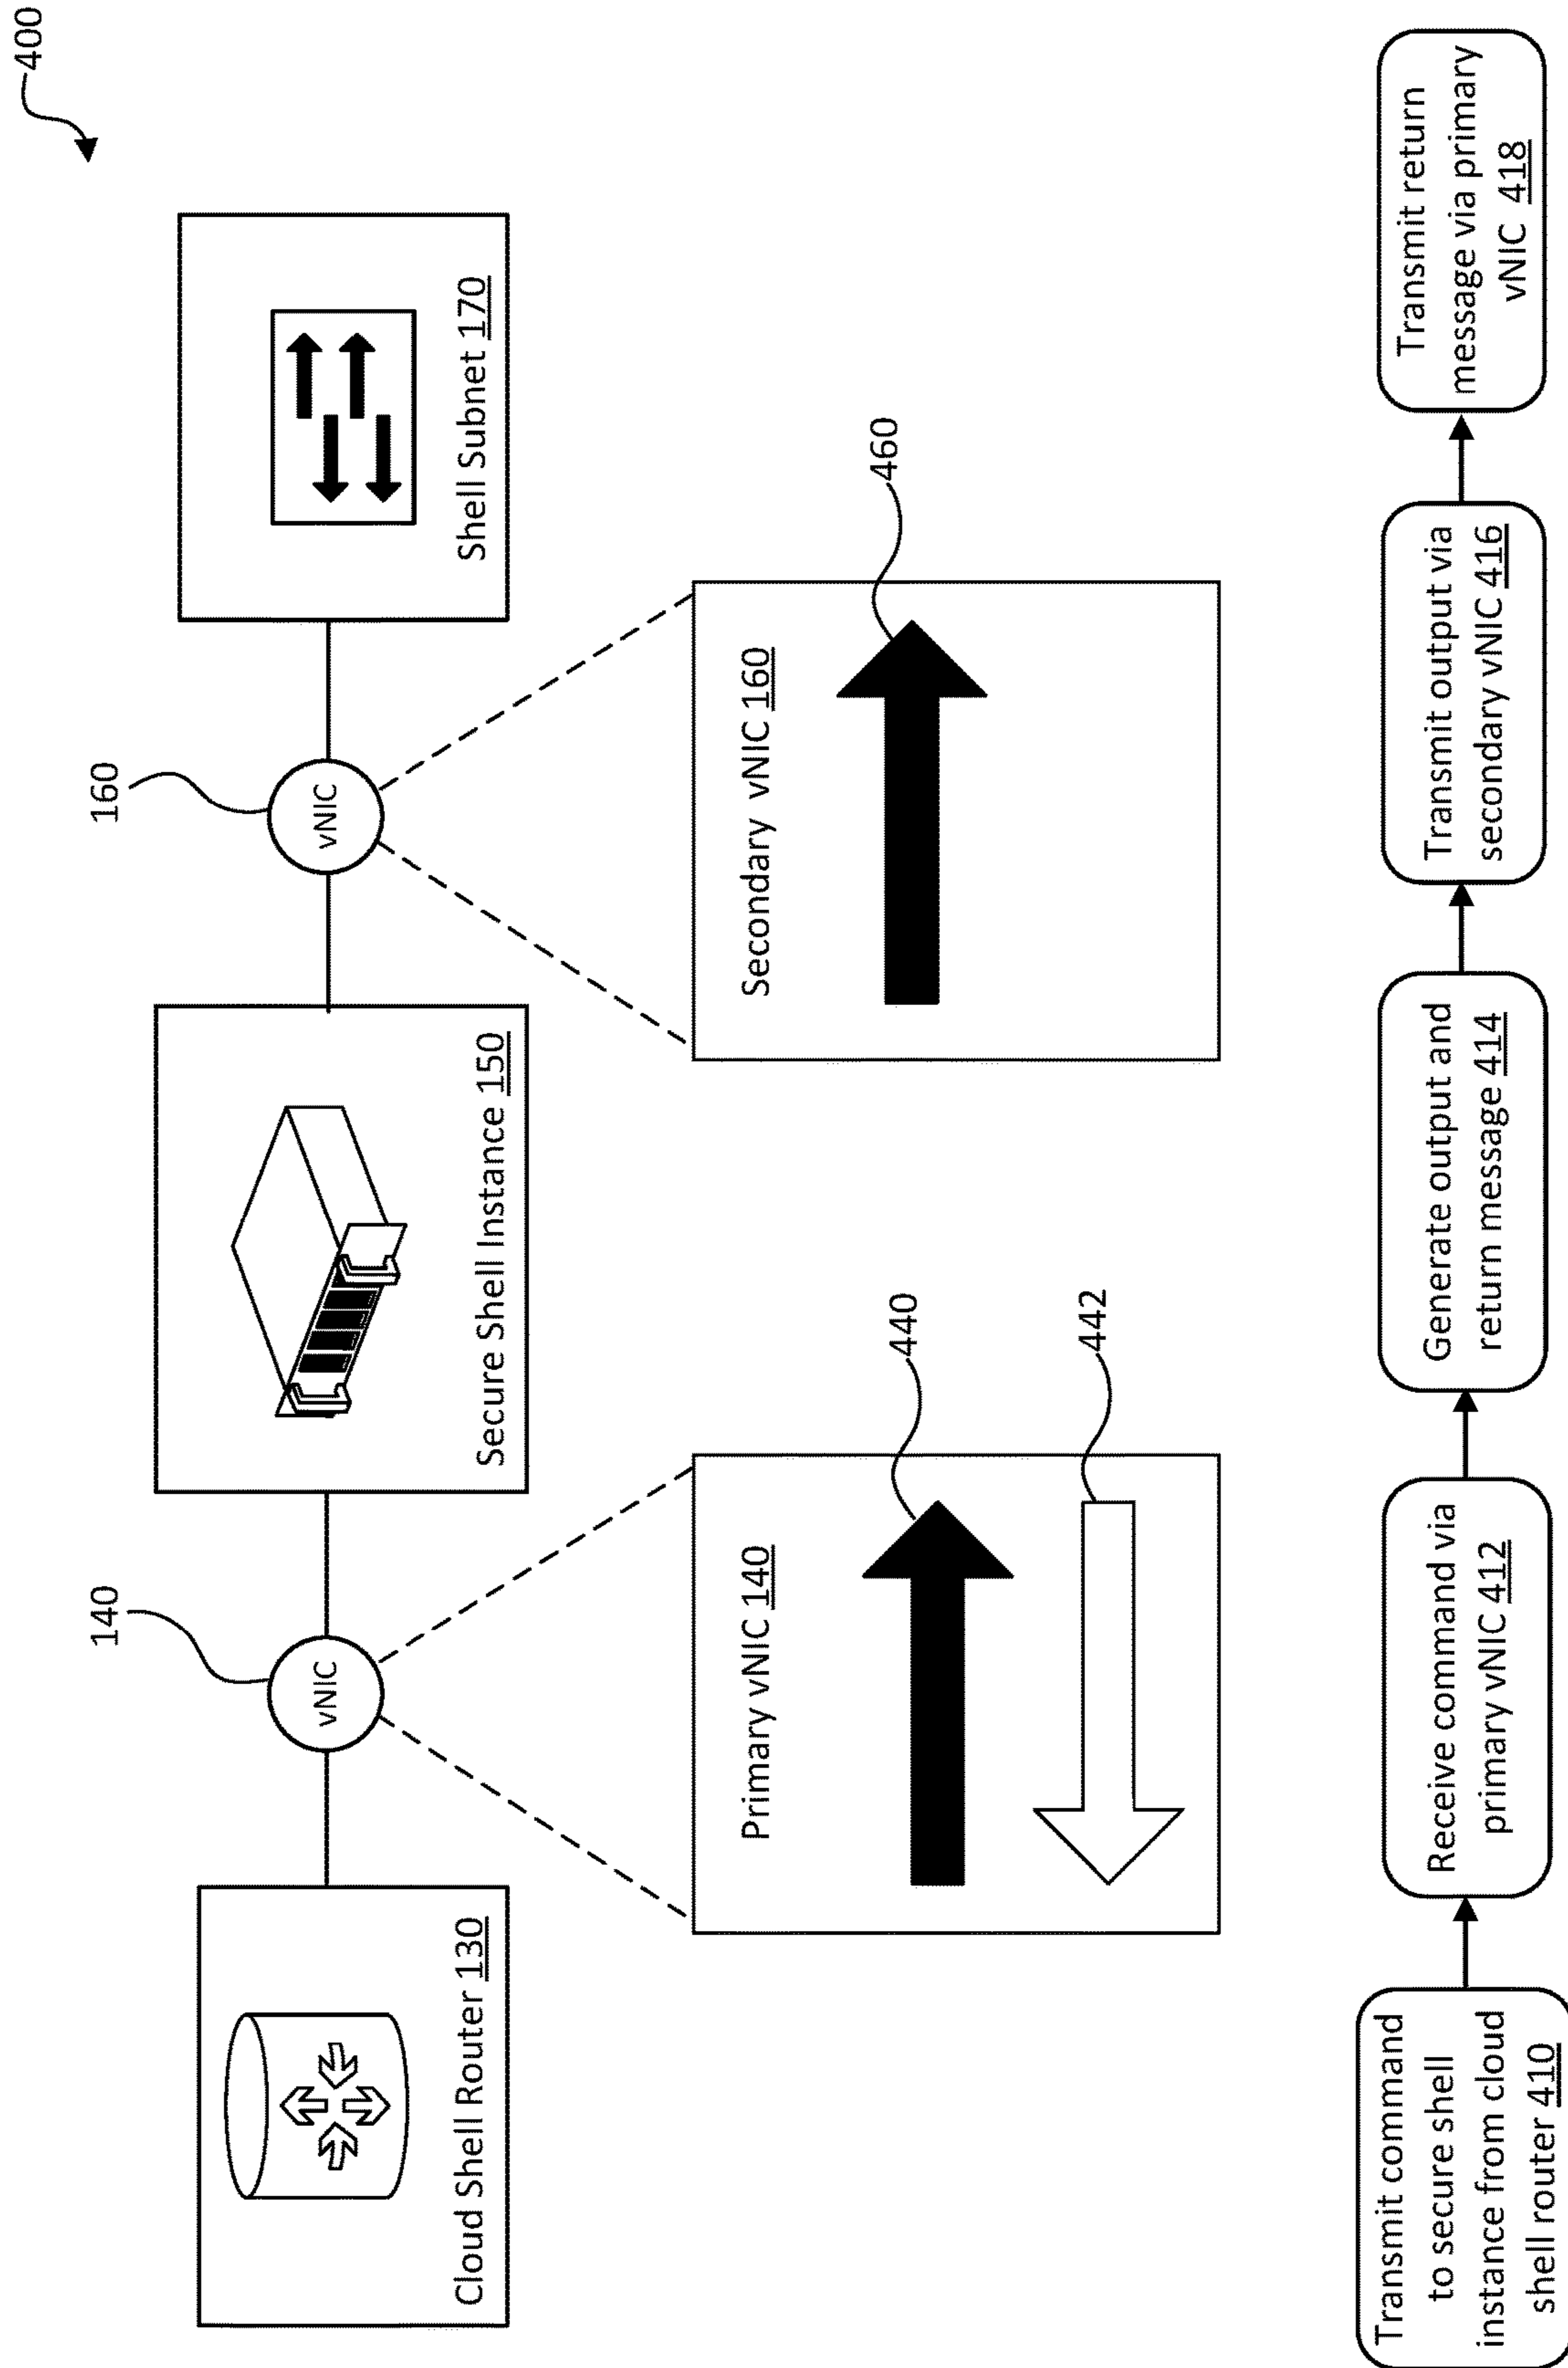 400
140
160
vNIC
vNIC
Cloud Shell Router 130
Secure Shell Instance 150
Shell Subnet 170
Primary vNIC 140
440
442
Secondary vNIC 160
460
Transmit command
to secure shell
instance from cloud
shell router 410
Receive command via
primary vNIC 412
Generate output and
return message 414
Transmit output via
secondary vNIC 416
Transmit return
message via primary
vNIC 418